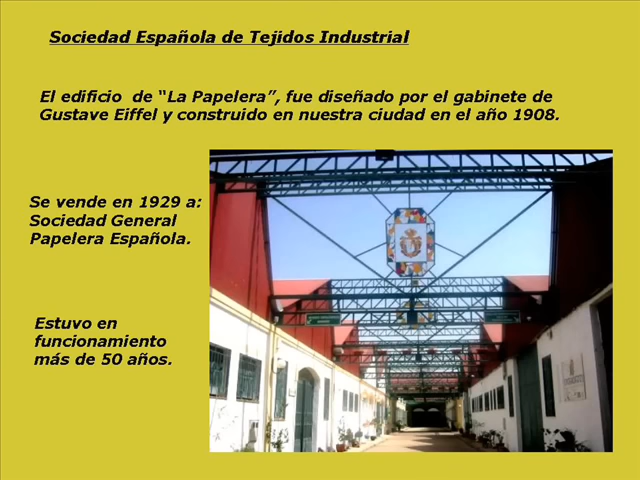 Sociedad Española de Tejidos Industrial
El edificio de “La Papelera”, fue diseñado por el gabinete de
Gustave Eiffel y construido en nuestra ciudad en el año 1908.
Se vende en 1929 a:
Sociedad General
Papelera Española.
Estuvo en
funcionamiento
más de 50 años.